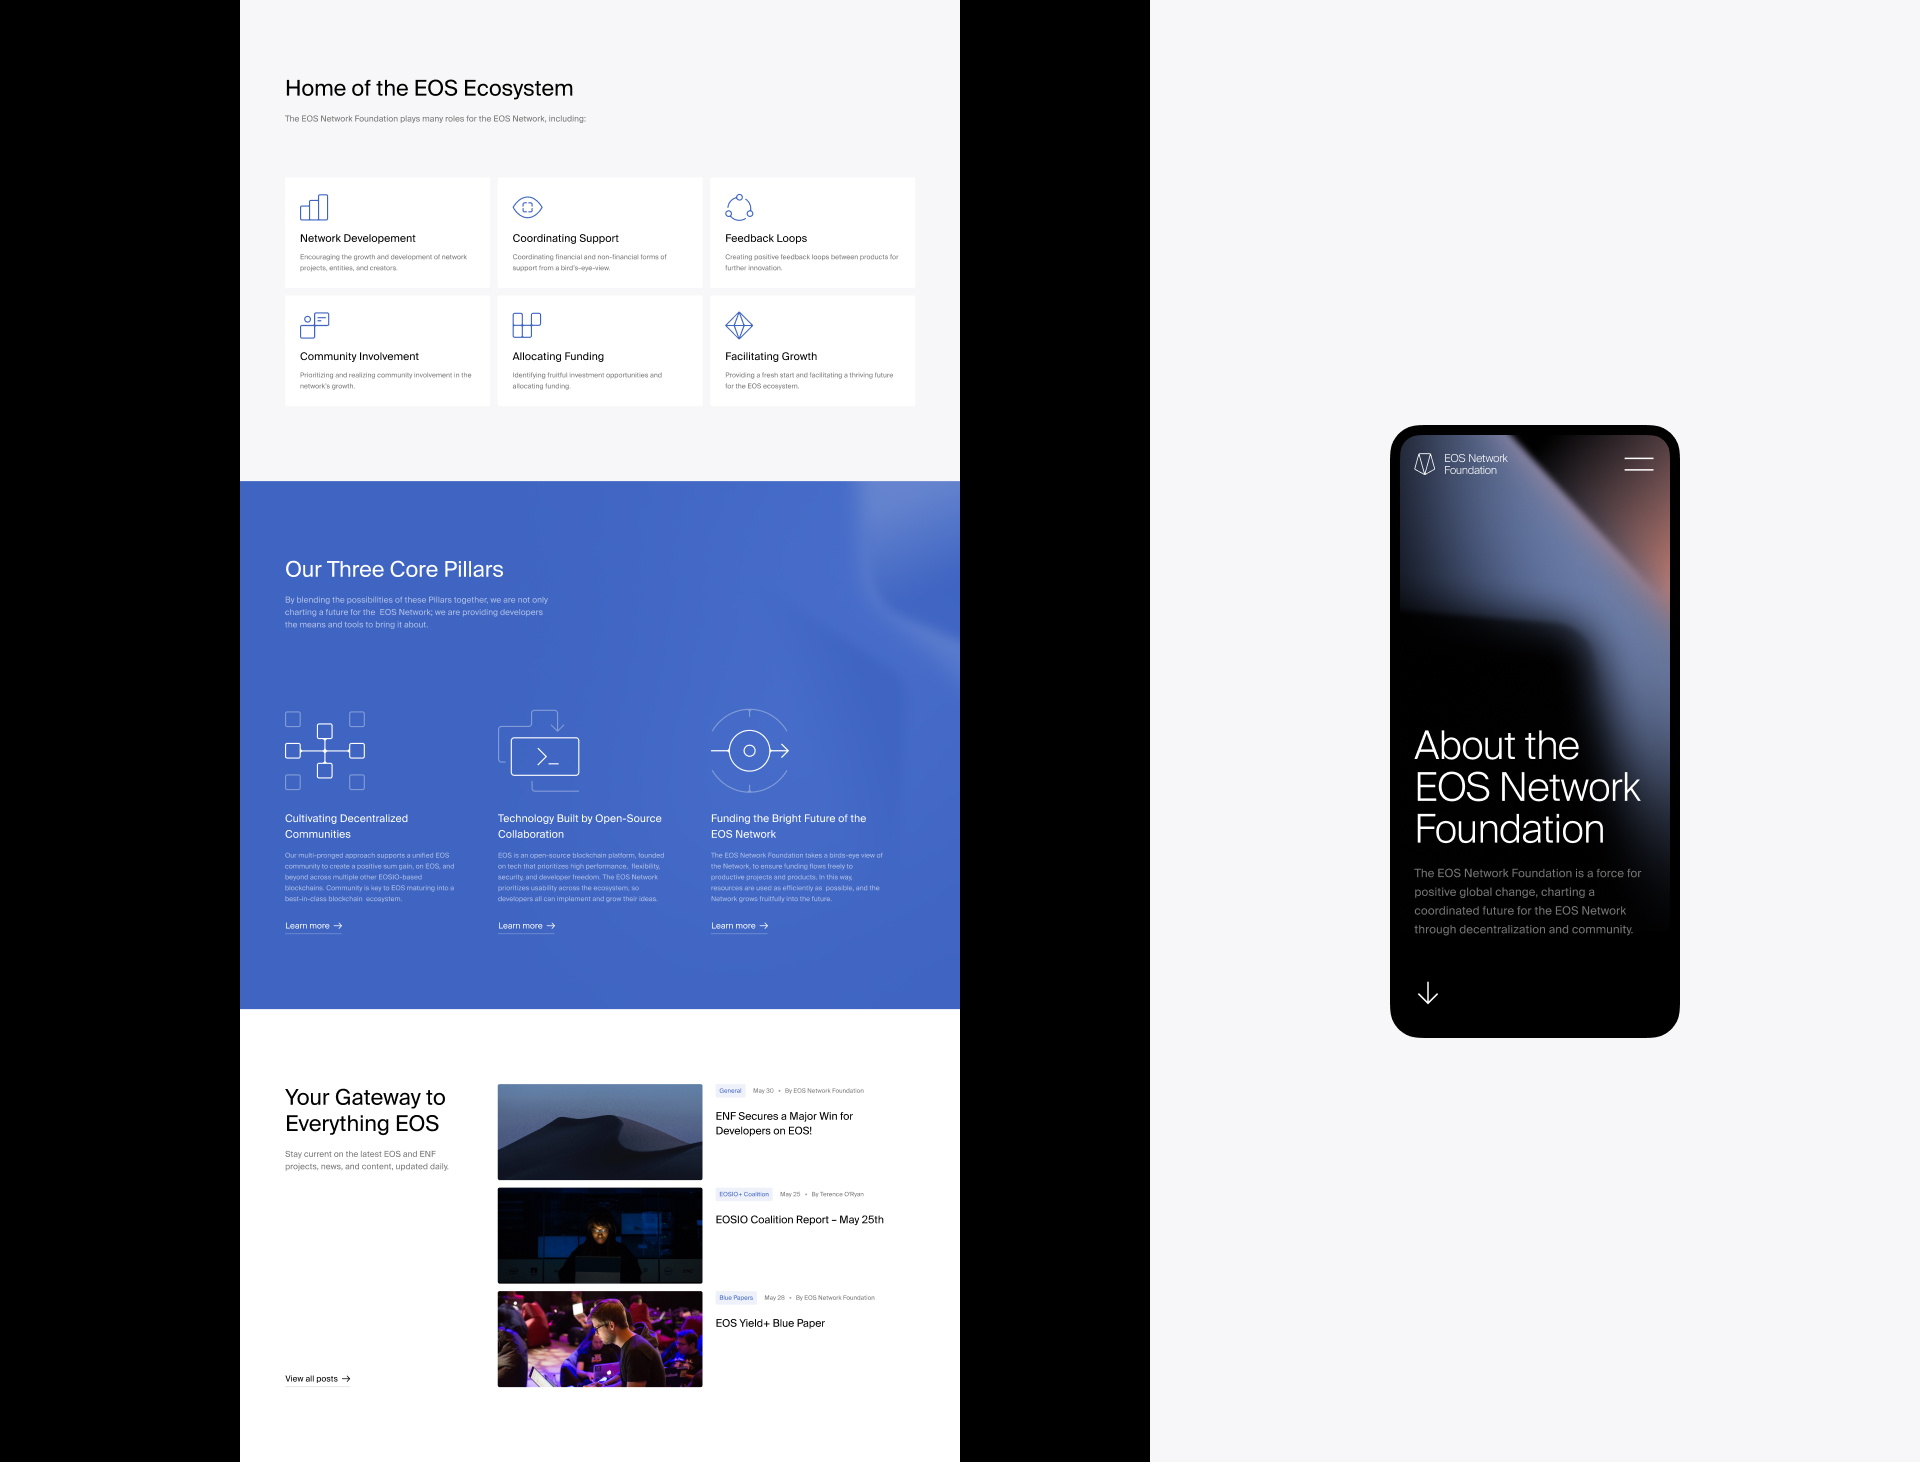 Home of the EOS Ecosystem
The EOS Network Foundation plays many roles for the EOS Network, including:
Network Developement
Encouraging the growth and development of network
projects, entities, and creators.
Coordinating Support
Coordinating financial and non-financial forms of
support from a bird's-eye-view.
Feedback Loops
Creating positive feedback loops between products for
further innovation.
Community Involvement
Prioritizing and realizing community involvement in the
network's growth.
Allocating Funding
Identifying fruitful investment opportunities and
allocating funding.
Facilitating Growth
Providing a fresh start and facilitating a thriving future
for the EOS ecosystem.
Our Three Core Pillars
By blending the possibilities of these Pillars together, we are not only
charting a future for the EOS Network; we are providing developers
the means and tools to bring it about.
Cultivating Decentralized
Communities
Our multi-pronged approach supports a unified EOS
community to create a positive sum gain, on EOS, and
beyond across multiple other EOSIO-based
blockchains. Community is key to EOS maturing into a
best-in-class blockchain ecosystem.
Learn more →
Technology Built by Open-Source
Collaboration
EOS is an open-source blockchain platform, founded
on tech that prioritizes high performance, flexibility,
security, and developer freedom. The EOS Network
prioritizes usability across the ecosystem, so
developers all can implement and grow their ideas.
Learn more →
Funding the Bright Future of the
EOS Network
The EOS Network Foundation takes a birds-eye view of
the Network, to ensure funding flows freely to
productive projects and products. In this way,
resources are used as efficiently as possible, and the
Network grows fruitfully into the future.
Learn more →
Your Gateway to
Everything EOS
Stay current on the latest EOS and ENF
projects, news, and content, updated daily.
View all posts →
General May 30 • By EOS Network Foundation
ENF Secures a Major Win for
Developers on EOS!
EOSIO+ Coalition May 25 • By Terence O'Ryan
EOSIO Coalition Report – May 25th
Blue Papers May 28 • By EOS Network Foundation
EOS Yield+ Blue Paper
EOS Network
Foundation
About the
EOS Network
Foundation
The EOS Network Foundation is a force for
positive global change, charting a
coordinated future for the EOS Network
through decentralization and community.